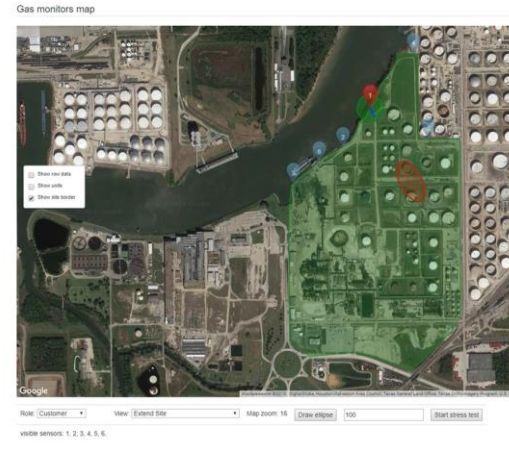 Gas monitors map
1
Show raw data
Show units
Show site border
Google
Role: Customer
View: Extend Site
Map zoom: 16
Draw ellipse
100
Start stress test
visible sensors: 1, 2, 3, 4, 5, 6.